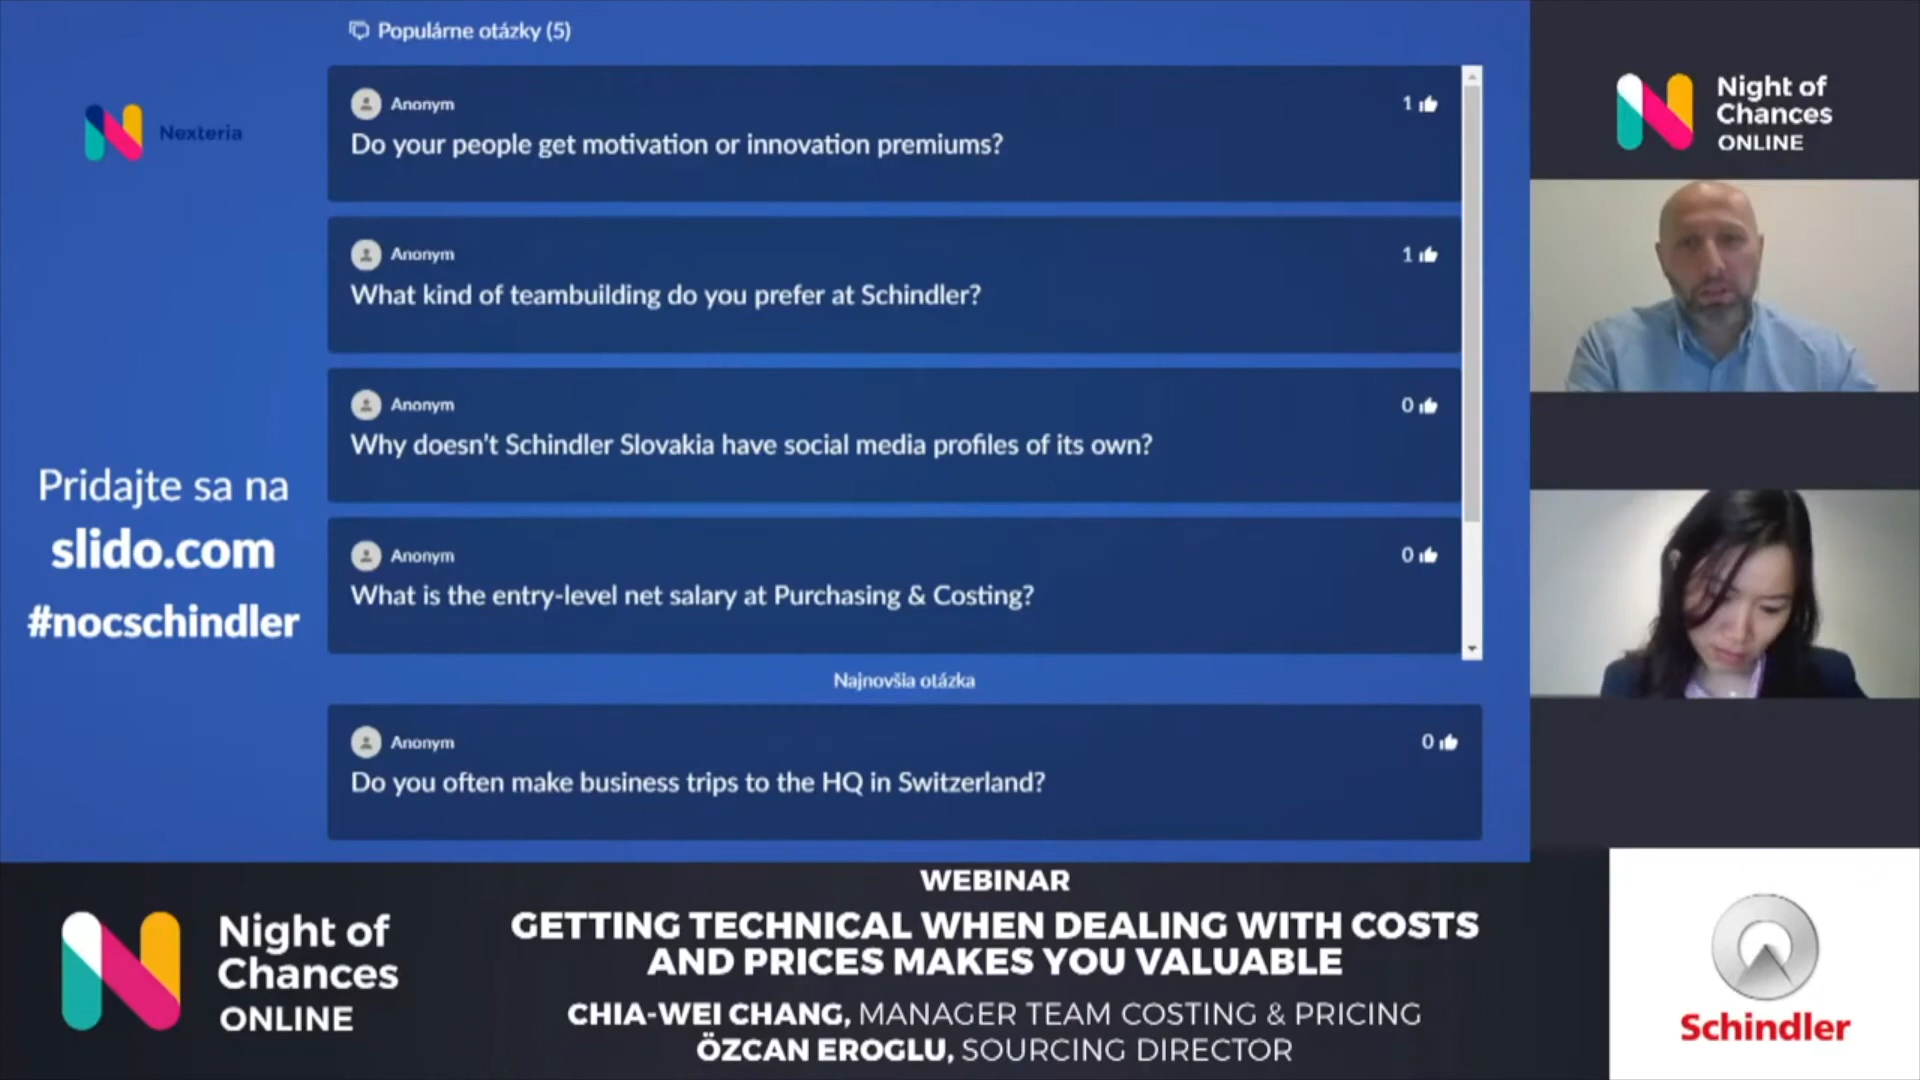 Populárne otázky (5)
Nexteria
Anonym
1
Do your people get motivation or innovation premiums?
Anonym
1
What kind of teambuilding do you prefer at Schindler?
Anonym
0
Why doesn't Schindler Slovakia have social media profiles of its own?
Anonym
0
What is the entry-level net salary at Purchasing & Costing?
Najnovšia otázka
Anonym
0
Do you often make business trips to the HQ in Switzerland?
Pridajte sa na
slido.com
#nocschindler
Night of
Chances
ONLINE
WEBINAR
GETTING TECHNICAL WHEN DEALING WITH COSTS
AND PRICES MAKES YOU VALUABLE
CHIA-WEI CHANG, MANAGER TEAM COSTING & PRICING
ÖZCAN EROGLU, SOURCING DIRECTOR
Night of
Chances
ONLINE
Schindler